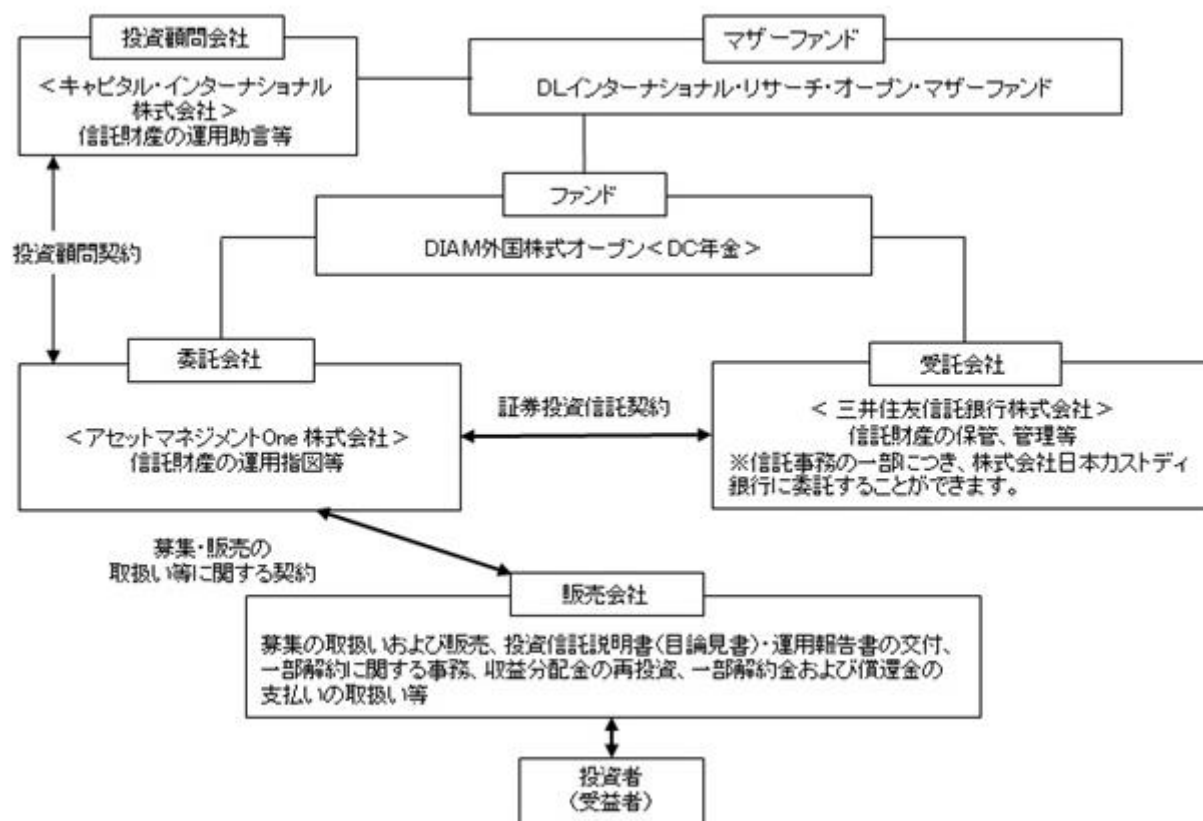 投資顧問会社
<キャピタル・インターナショナル
株式会社>
信託財産の運用助言等
マザーファンド
DLインターナショナル・リサーチ・オープン・マザーファンド
ファンド
DIAM外国株式オープン<DC年金>
投資顧問契約
委託会社
<アセットマネジメントOne 株式会社>
信託財産の運用指図等
証券投資信託契約
受託会社
< 三井住友信託銀行株式会社>
信託財産の保管、管理等
※信託事務の一部につき、株式会社日本カストディ
銀行に委託することができます。
募集・販売の
取扱い等に関する契約
販売会社
募集の取扱いおよび販売、投資信託説明書(目論見書)・運用報告書の交付、
一部解約に関する事務、収益分配金の再投資、一部解約金および償還金の
支払いの取扱い等
投資者
(受益者)